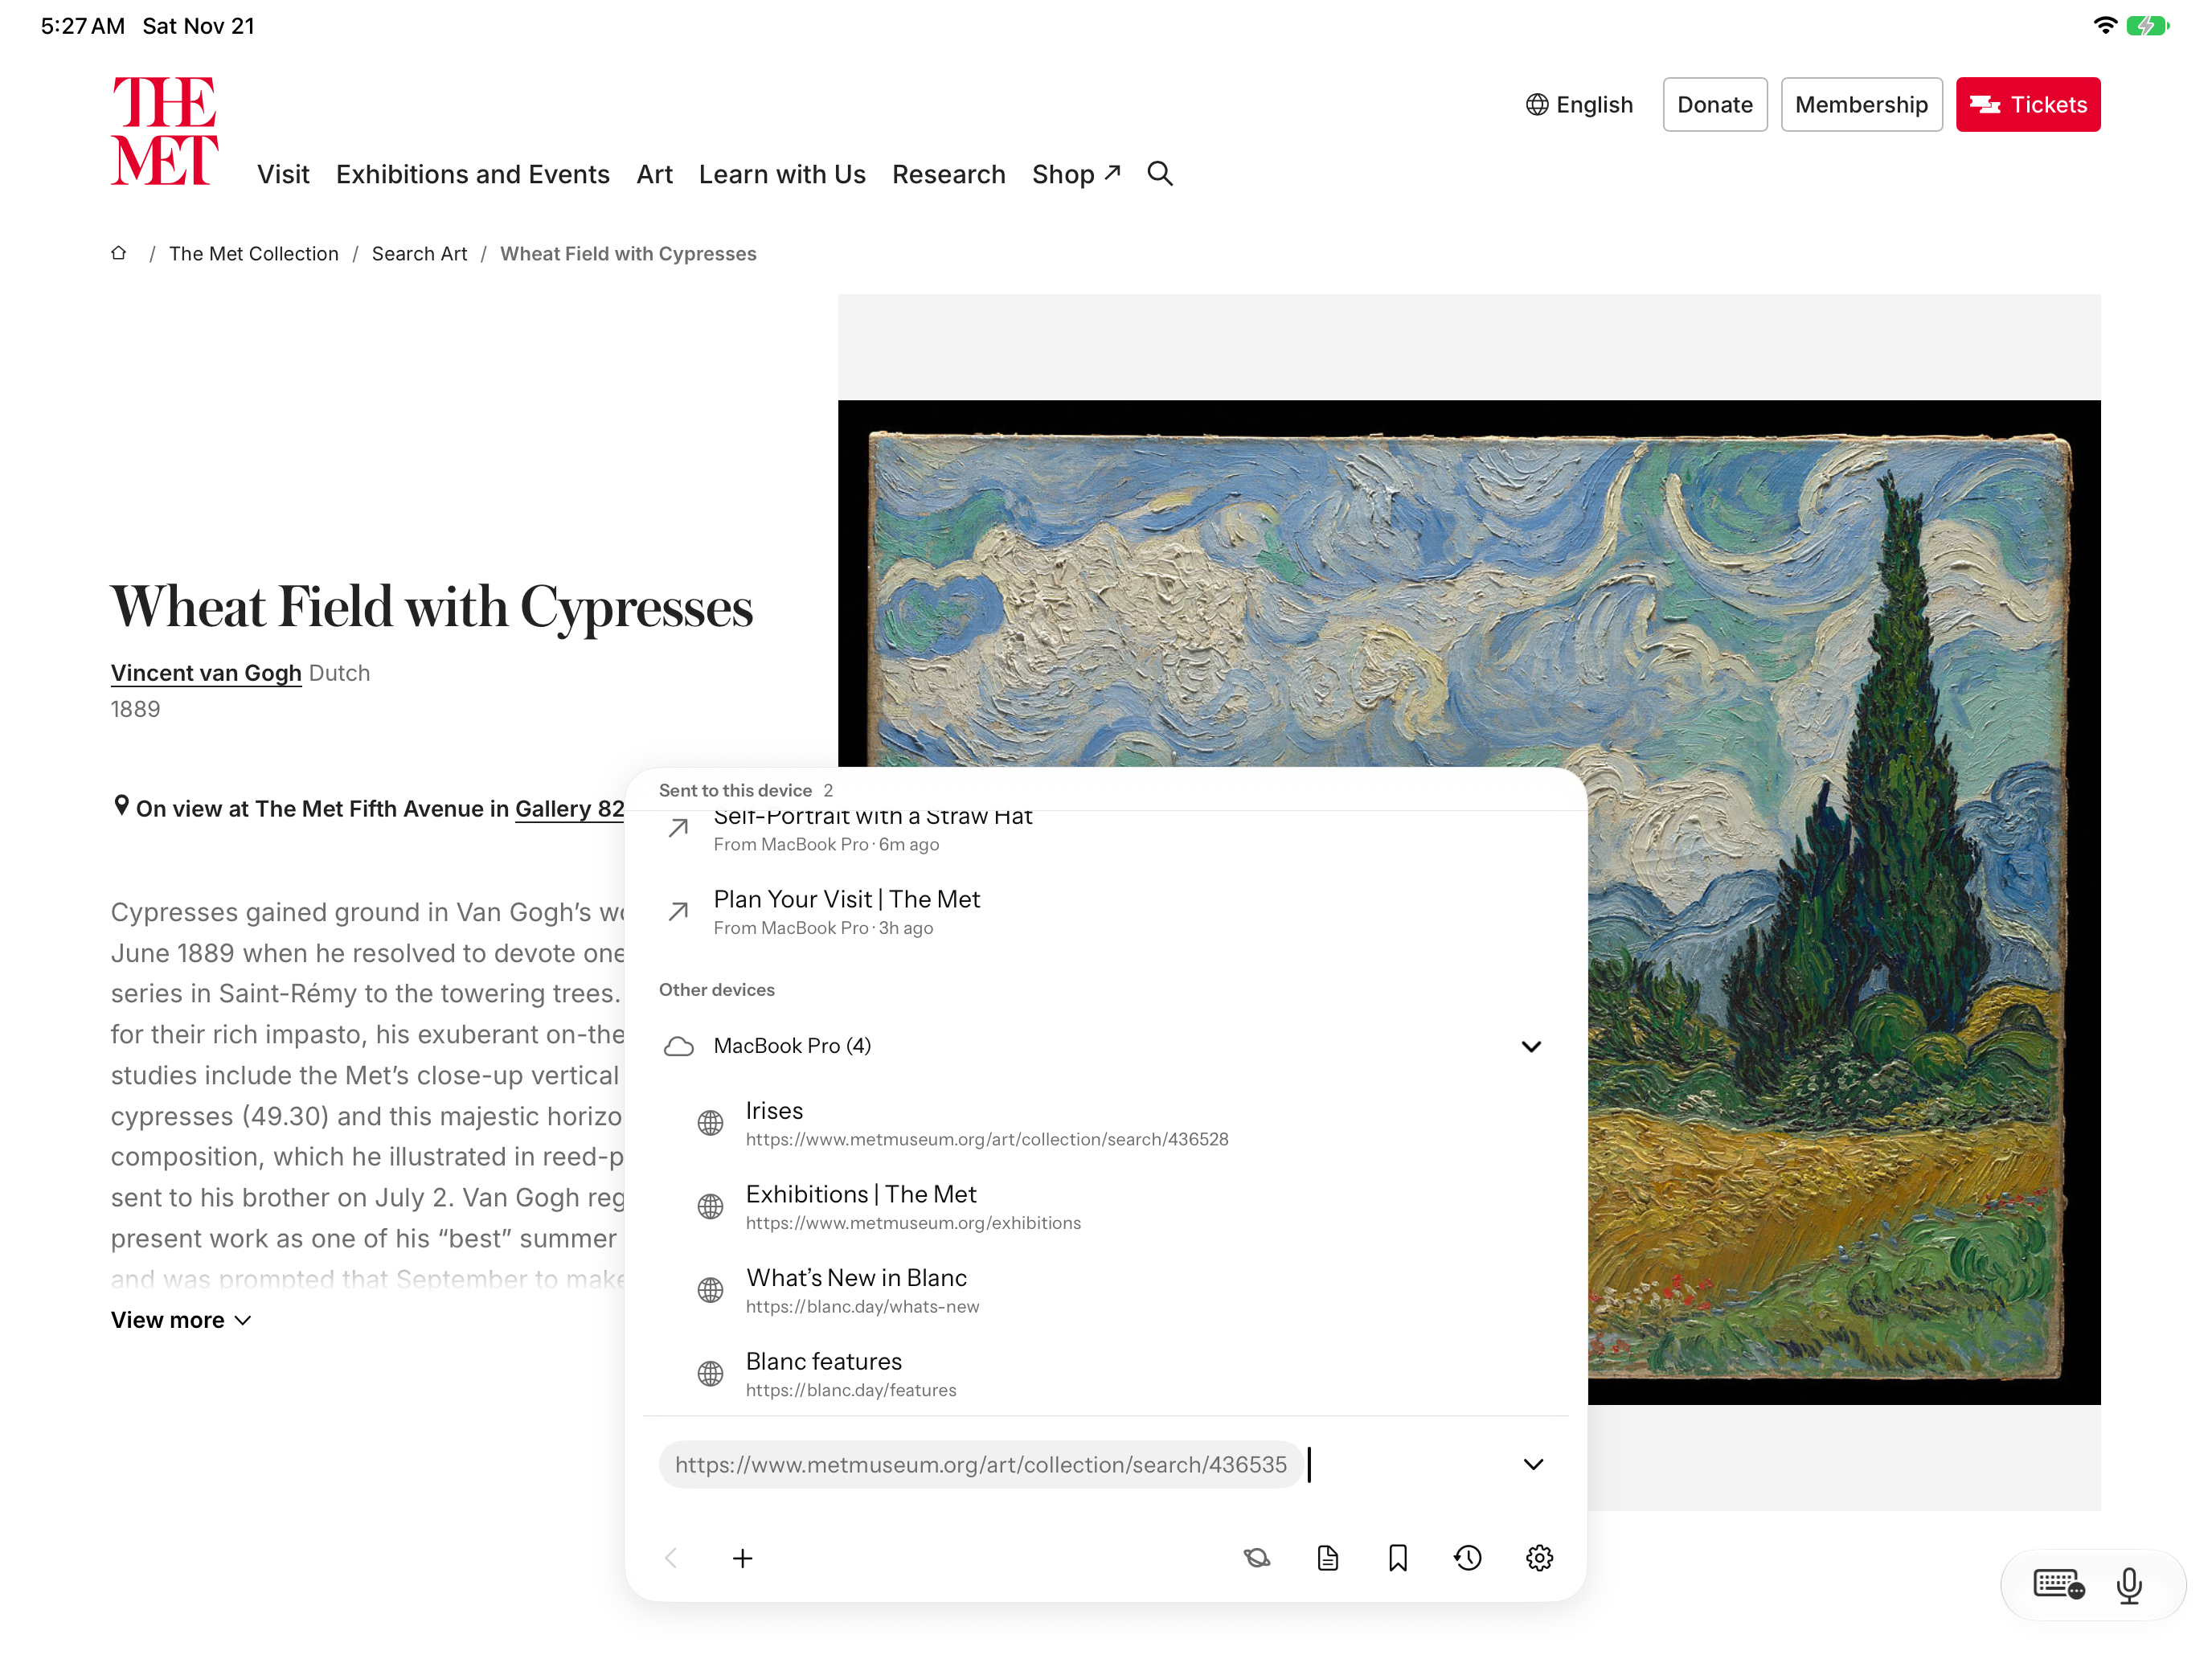 5:27 AM Sat Nov 21
THE
MET
English
Donate
Membership
Tickets
Visit
Exhibitions and Events
Art
Learn with Us
Research
Shop
/ The Met Collection / Search Art / Wheat Field with Cypresses
Wheat Field with Cypresses
Vincent van Gogh Dutch
1889
On view at The Met Fifth Avenue in Gallery 82
Cypresses gained ground in Van Gogh’s
June 1889 when he resolved to devote one
series in Saint-Rémy to the towering trees.
for their rich impasto, his exuberant on-the
studies include the Met’s close-up vertical
cypresses (49.30) and this majestic
composition, which he illustrated in
sent to his brother on July 2. Van Gogh
present work as one of his “best” summer
and was prompted that September to make
View more
Sent to this device 2
Self-Portrait with a Straw Hat
From MacBook Pro · 6m ago
Plan Your Visit | The Met
From MacBook Pro · 3h ago
Other devices
MacBook Pro (4)
Irises
https://www.metmuseum.org/art/collection/search/436528
Exhibitions | The Met
https://www.metmuseum.org/exhibitions
What’s New in Blanc
https://blanc.day/whats-new
Blanc features
https://blanc.day/features
https://www.metmuseum.org/art/collection/search/436535